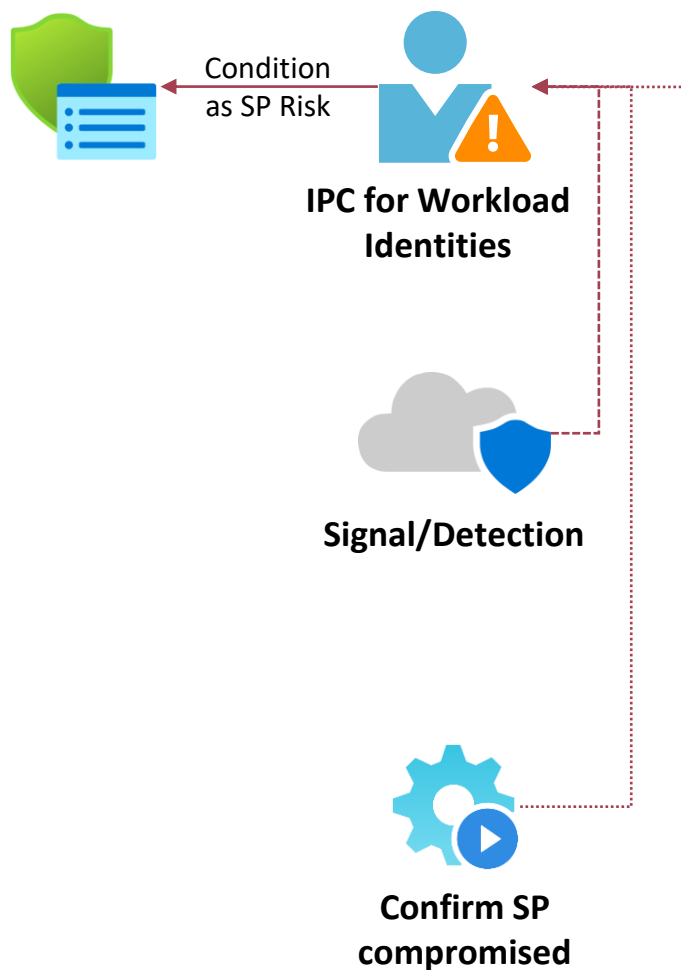 Condition
as SP Risk
IPC for Workload
Identities
Signal/Detection
Confirm SP
compromised